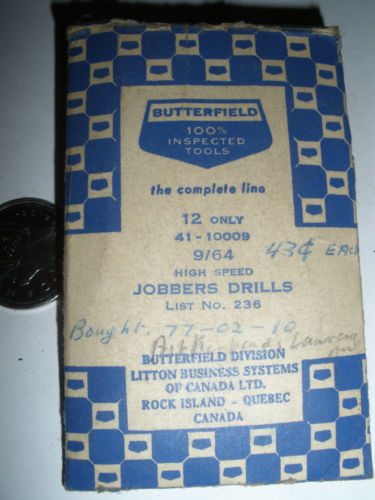 BUTTERFIELD
100%
INSPECTED
TOOLS
the complete line
12 ONLY
41-10009
43¢ EACH
9/64
HIGH SPEED
JOBBERS DRILLS
LIST No. 236
Bought. 77-02-10
BUTTERFIELD DIVISION
LITTON BUSINESS SYSTEMS
OF CANADA LTD.
ROCK ISLAND - QUEBEC
CANADA